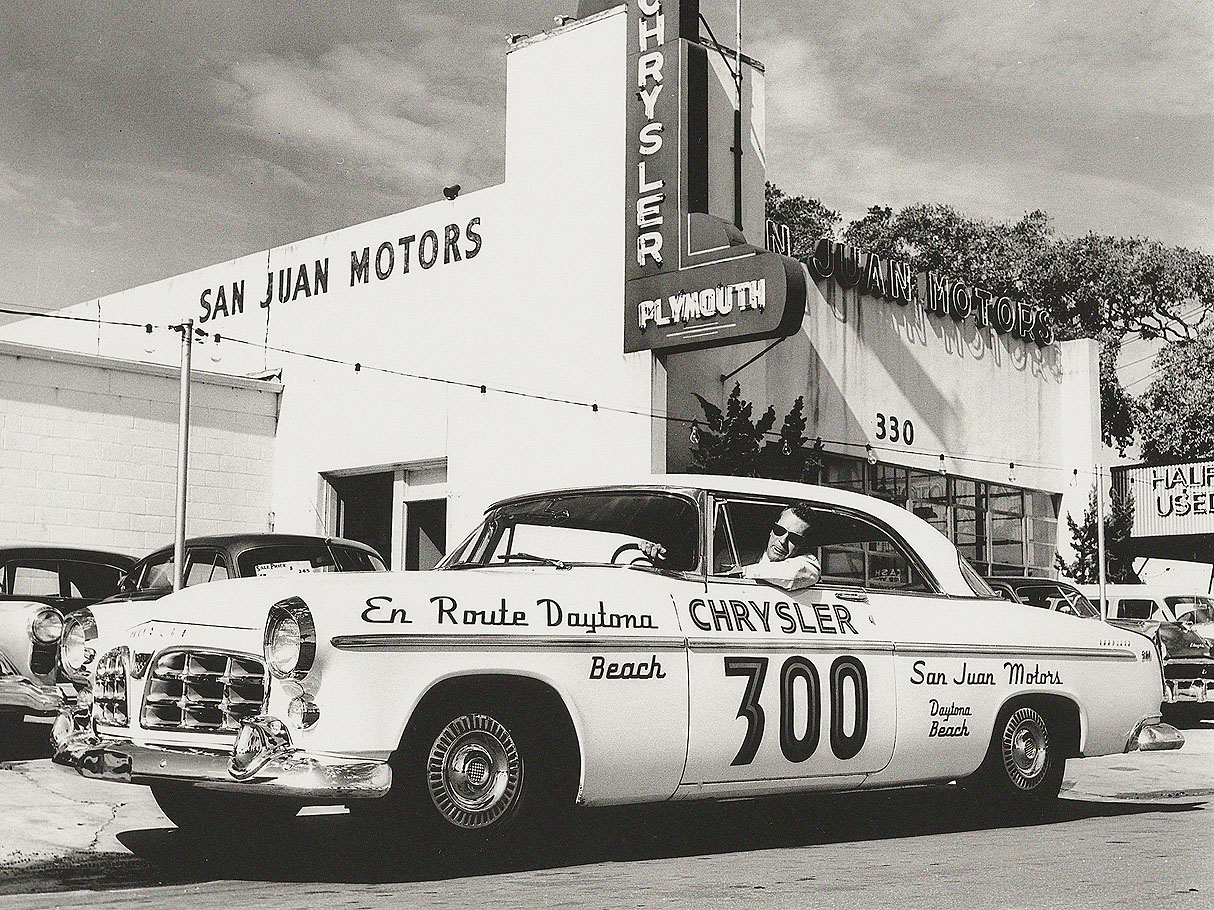 CHRYSLER
PLYMOUTH
SAN JUAN MOTORS
N JUAN MOTORS
330
HALF
USED
En Route Daytona
Beach
CHRYSLER
300
San Juan Motors
Daytona
Beach